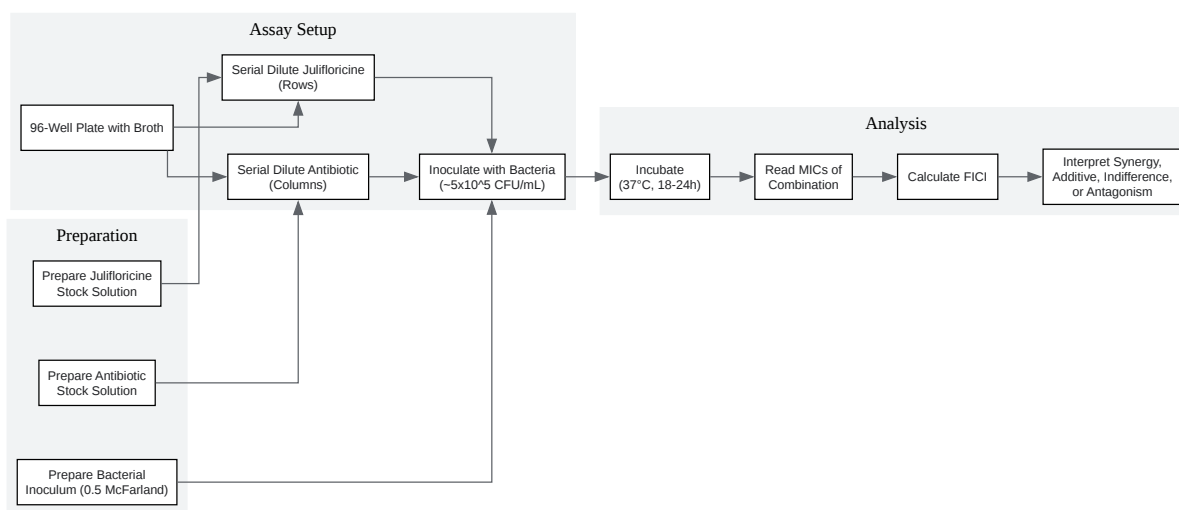 Assay Setup
Serial Dilute Julifloricine
(Rows)
96-Well Plate with Broth
Serial Dilute Antibiotic
(Columns)
Inoculate with Bacteria
(~5x10^5 CFU/mL)
Analysis
Incubate
(37°C, 18-24h)
Read MICs of
Combination
Calculate FICI
Interpret Synergy,
Additive, Indifference,
or Antagonism
Preparation
Prepare Julifloricine
Stock Solution
Prepare Antibiotic
Stock Solution
Prepare Bacterial
Inoculum (0.5 McFarland)